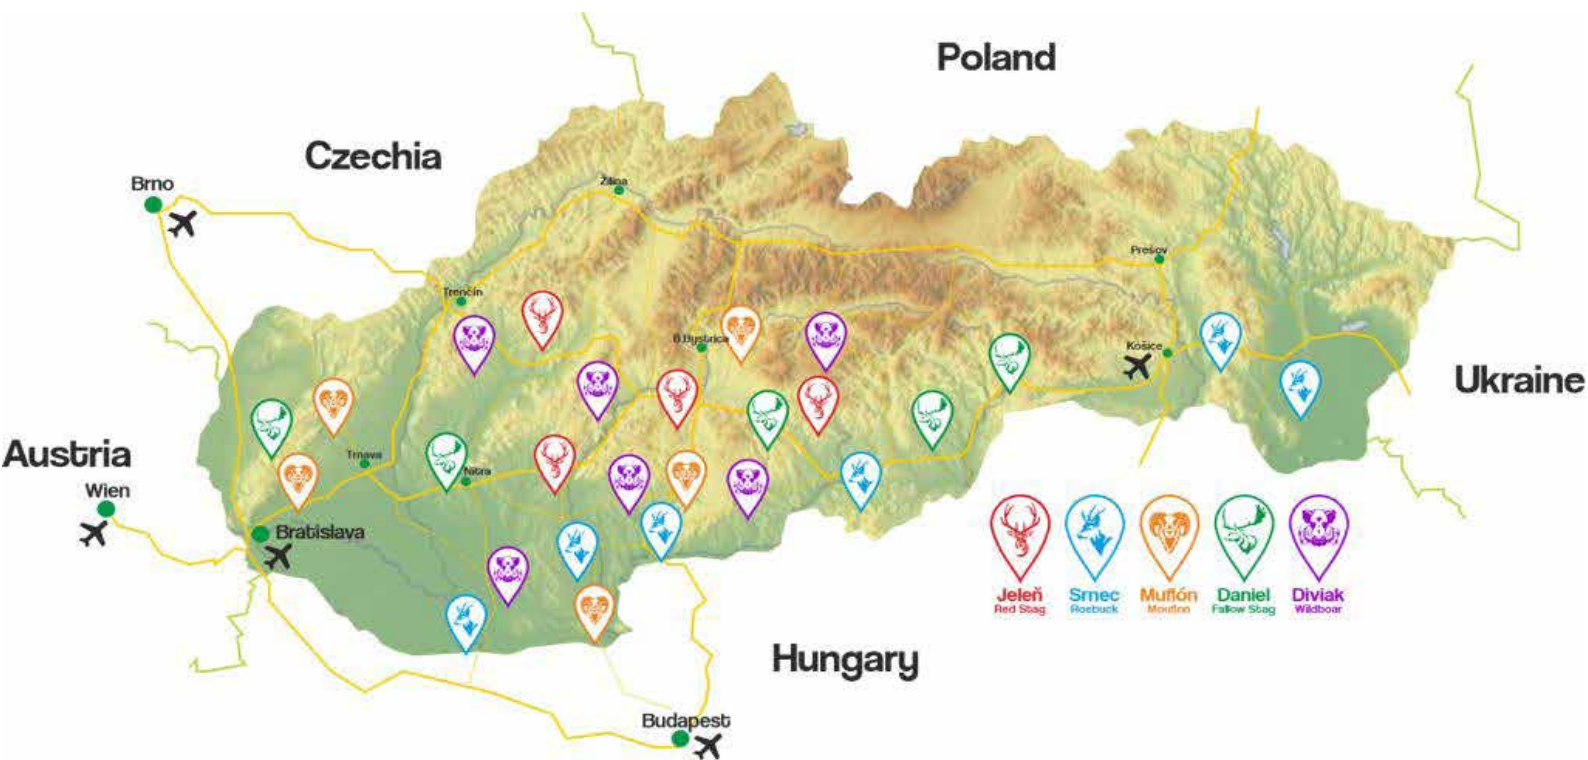 Poland
Czechia
Brno
Žilina
Prešov
Trenčín
B.Bystrica
Košice
Ukraine
Austria
Trnava
Nitra
Wien
Bratislava
Jeleň
Red Stag
Srnec
Roebuck
Muflón
Mouflon
Daniel
Fallow Stag
Diviak
Wildboar
Hungary
Budapest